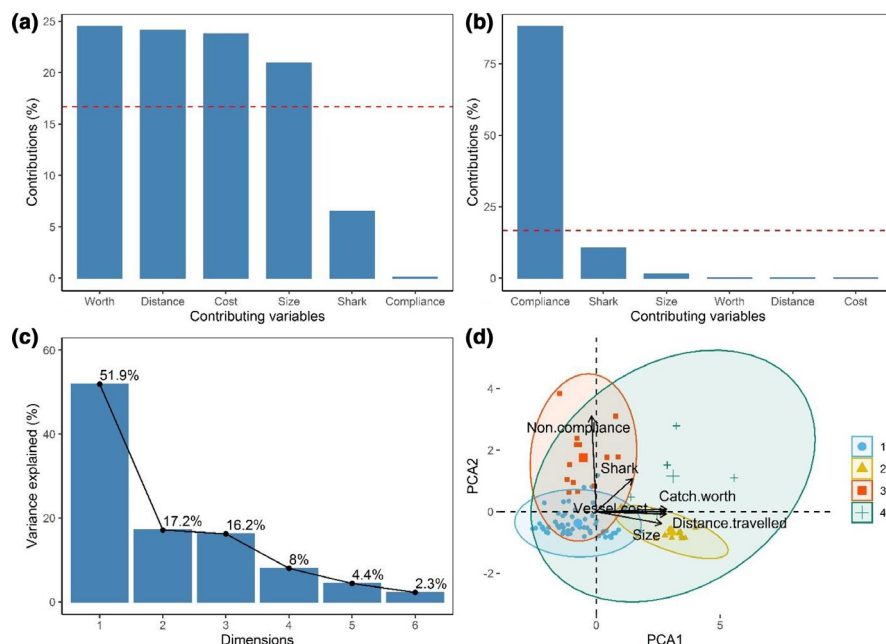 (a)
25
20
15
10
5
0
Contributions (%)
Worth Distance Cost Size Shark Compliance
Contributing variables
(b)
75
50
25
0
Contributions (%)
Compliance Shark Size Worth Distance Cost
Contributing variables
(c)
60
40
20
0
Variance explained (%)
51.9%
17.2%
16.2%
8%
4.4%
2.3%
1 2 3 4 5 6
Dimensions
(d)
4
2
0
-2
PCA2
Non.compliance
Shark
Vessel.cost
Catch.worth
Distance.travelled
Size
0 5
PCA1
1
2
3
4